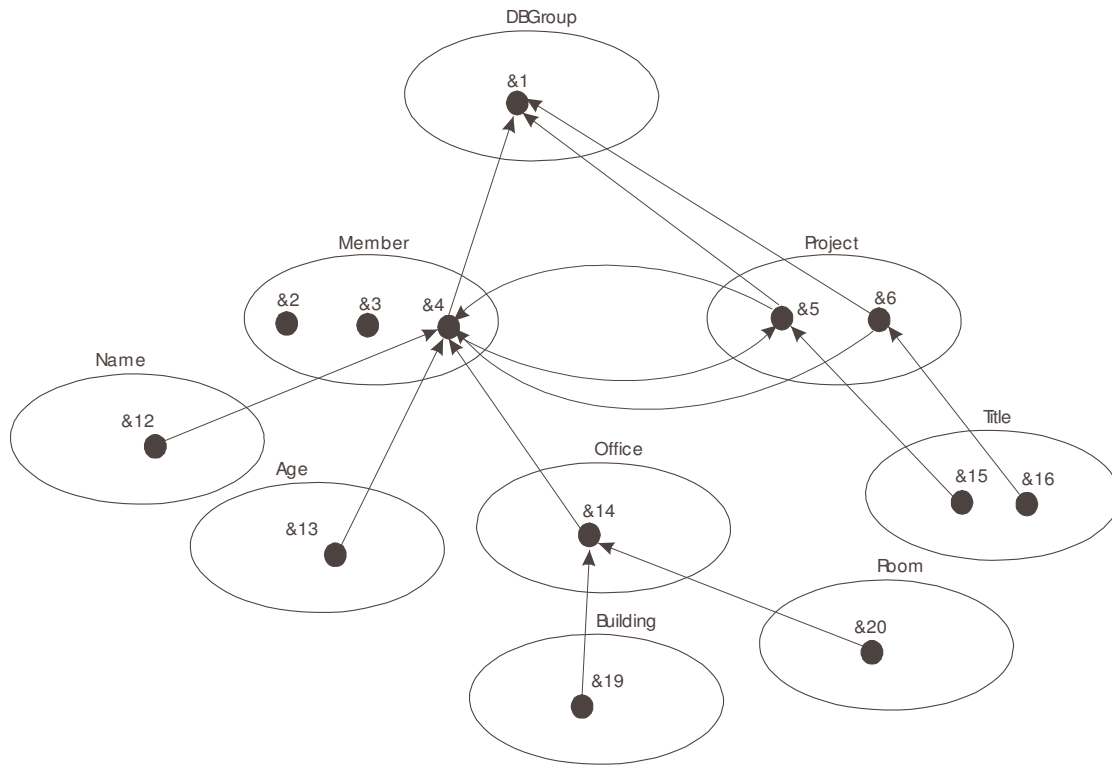 DBGroup
&1
Member
Project
&2
&3
&4
&5
&6
Name
&12
Age
&13
Office
&14
Title
&15
&16
Room
&20
Building
&19